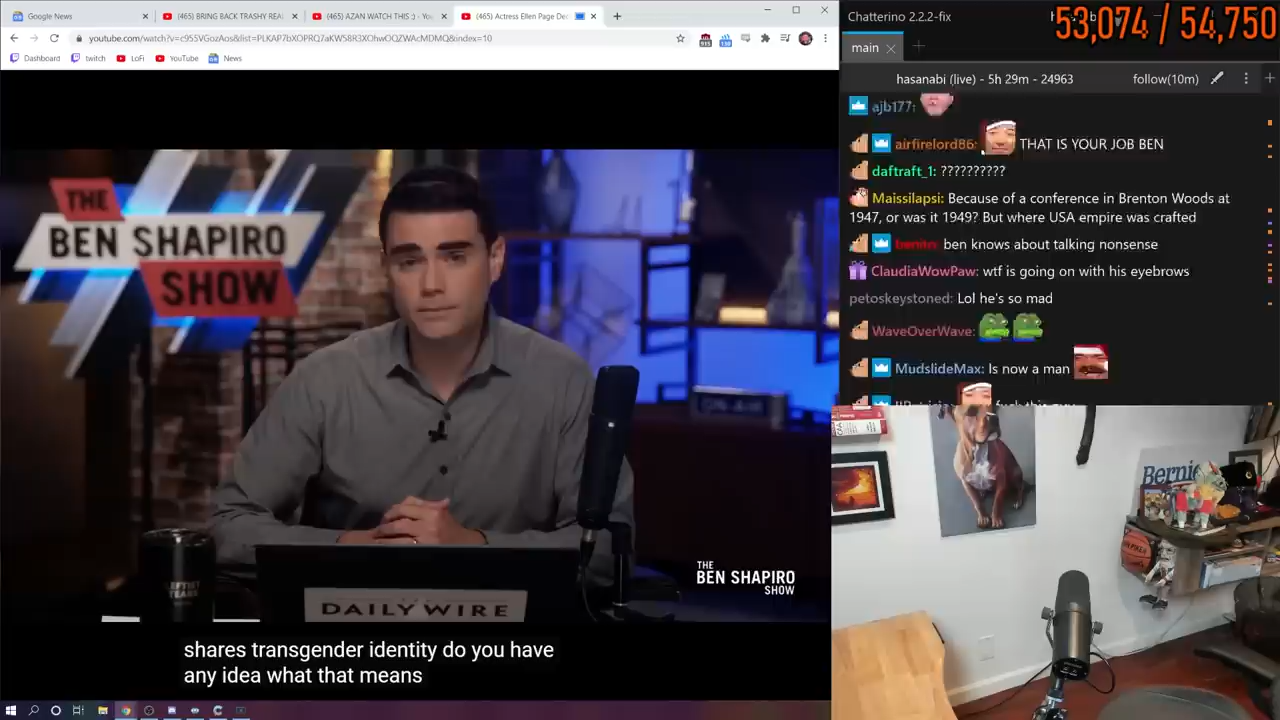 Google News
(465) BRING BACK TRASHY REA
(465) AZAN WATCH THIS :) - Yo
(465) Actress Ellen Page Dec
youtube.com/watch?v=c955VGozAos&list=PLKAP7bXOPRQ7aKW58R3XOhwOQZWAcMDMQ&index=10
Dashboard
twitch
LoFi
YouTube
News
THE
BEN SHAPIRO
SHOW
ON AIR
LEFTIST
TEARS
DAILY WIRE
THE
BEN SHAPIRO
SHOW
shares transgender identity do you have
any idea what that means
Chatterino 2.2.2-fix
53,074 / 54,750
main
hasanabi (live) - 5h 29m - 24963
follow(10m)
ajb177:
airfirelord86: THAT IS YOUR JOB BEN
daftraft_1: ??????????
Maissilapsi: Because of a conference in Brenton Woods at
1947, or was it 1949? But where USA empire was crafted
benito: ben knows about talking nonsense
ClaudiaWowPaw: wtf is going on with his eyebrows
petoskeystoned: Lol he's so mad
WaveOverWave:
MudslideMax: Is now a man
Bernie